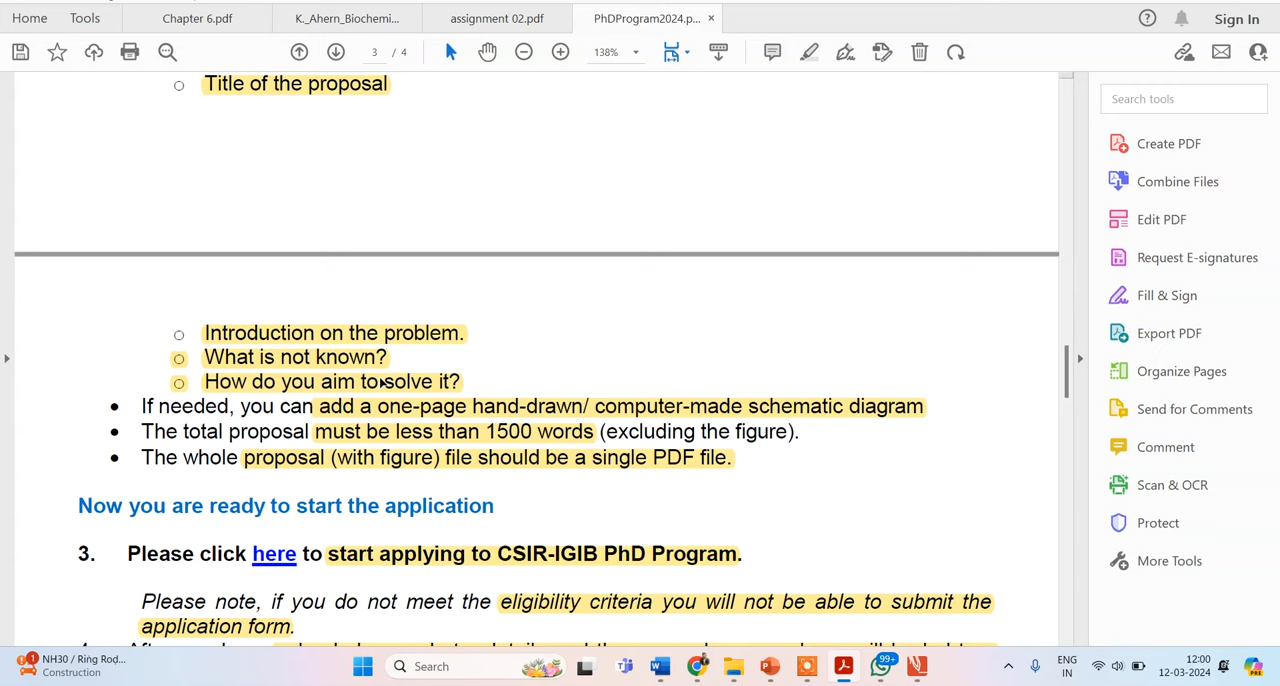 Home Tools Chapter 6.pdf K._Ahern_Biochemi... assignment 02.pdf PhDProgram2024.p... × Sign In
3 / 4 138%
Title of the proposal
Introduction on the problem.
What is not known?
How do you aim to solve it?
• If needed, you can add a one-page hand-drawn/ computer-made schematic diagram
• The total proposal must be less than 1500 words (excluding the figure).
• The whole proposal (with figure) file should be a single PDF file.
Now you are ready to start the application
3. Please click here to start applying to CSIR-IGIB PhD Program.
Please note, if you do not meet the eligibility criteria you will not be able to submit the
application form.
Search tools
Create PDF
Combine Files
Edit PDF
Request E-signatures
Fill & Sign
Export PDF
Organize Pages
Send for Comments
Comment
Scan & OCR
Protect
More Tools
1 NH30 / Ring Roḍ...
Construction
Search
99+
ENG
IN
12:00
12-03-2024
PRE